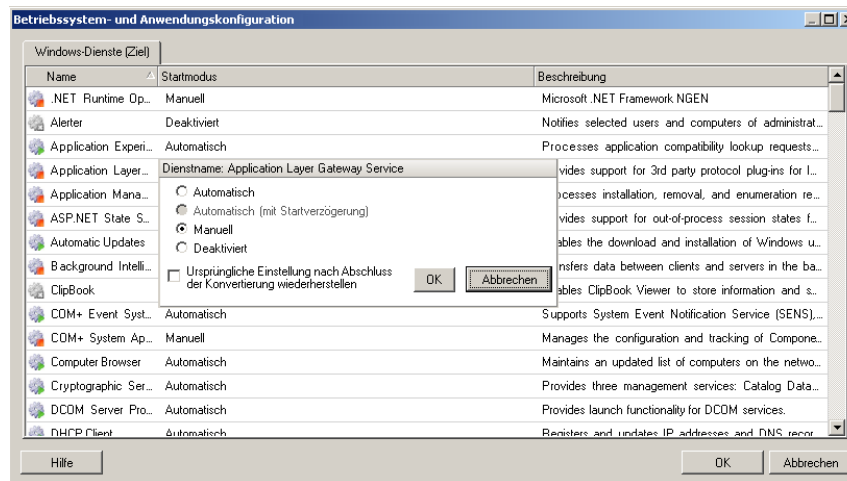 Betriebssystem- und Anwendungskonfiguration
Windows-Dienste (Ziel)
Name Startmodus Beschreibung
.NET Runtime Op... Manuell Microsoft .NET Framework NGEN
Alerter Deaktiviert Notifies selected users and computers of administrat...
Application Experi... Automatisch Processes application compatibility lookup requests...
Application Layer... vides support for 3rd party protocol plug-ins for I...
Application Mana... ocesses installation, removal, and enumeration re...
ASP.NET State S... vides support for out-of-process session states f...
Automatic Updates ables the download and installation of Windows u...
Background Intelli... nsfers data between clients and servers in the ba...
ClipBook ables ClipBook Viewer to store information and s...
COM+ Event Syst... Automatisch Supports System Event Notification Service (SENS),...
COM+ System Ap... Manuell Manages the configuration and tracking of Compone...
Computer Browser Automatisch Maintains an updated list of computers on the netwo...
Cryptographic Ser... Automatisch Provides three management services: Catalog Data...
DCOM Server Pro... Automatisch Provides launch functionality for DCOM services.
DHCP Client Automatisch Registers and updates IP addresses and DNS recor...
Dienstname: Application Layer Gateway Service
Automatisch
Automatisch (mit Startverzögerung)
Manuell
Deaktiviert
Ursprüngliche Einstellung nach Abschluss
der Konvertierung wiederherstellen
OK Abbrechen
Hilfe OK Abbrechen